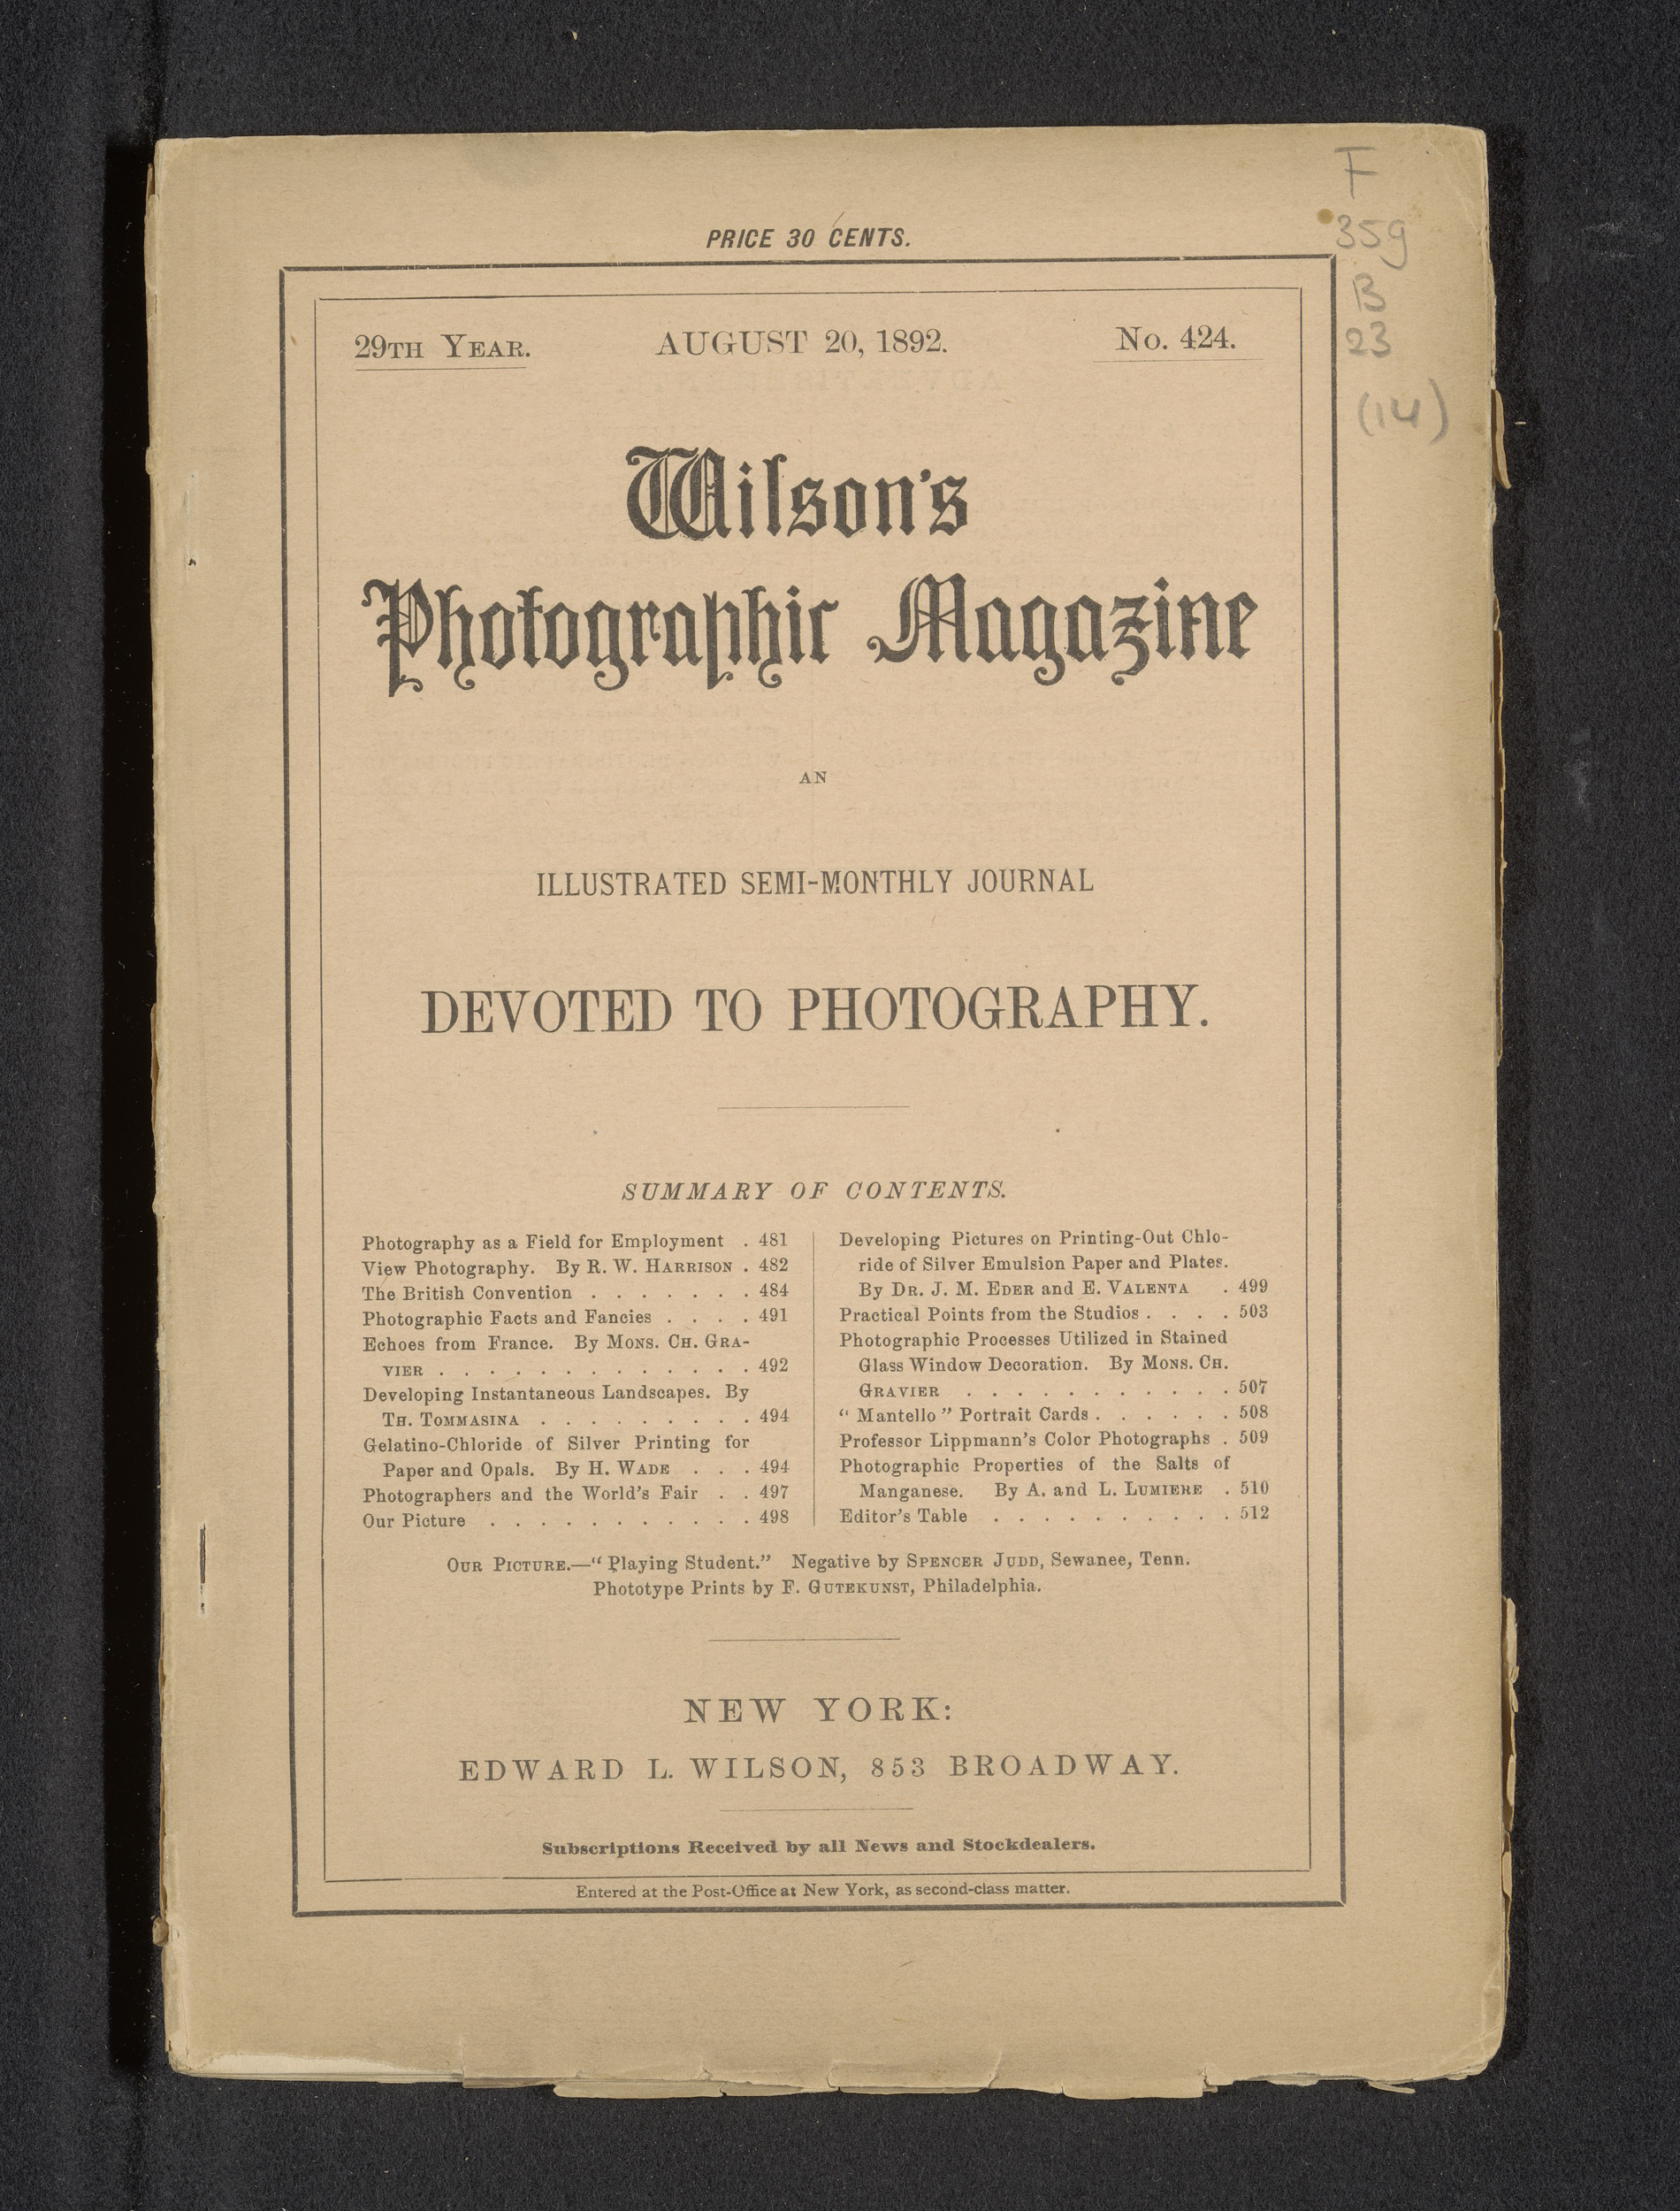 F
359
B
23
(14)
PRICE 30 CENTS.
29TH YEAR. AUGUST 20, 1892. No. 424.
Wilson's
Photographic Magazine
AN
ILLUSTRATED SEMI-MONTHLY JOURNAL
DEVOTED TO PHOTOGRAPHY.
SUMMARY OF CONTENTS.
Photography as a Field for Employment . 481
View Photography. By R. W. HARRISON . 482
The British Convention . . . . . . . 484
Photographic Facts and Fancies . . . . 491
Echoes from France. By MONS. CH. GRA-
VIER . . . . . . . . . . . . . 492
Developing Instantaneous Landscapes. By
TH. TOMMASINA . . . . . . . . . 494
Gelatino-Chloride of Silver Printing for
Paper and Opals. By H. WADE . . . 494
Photographers and the World's Fair . . 497
Our Picture . . . . . . . . . . . 498
Developing Pictures on Printing-Out Chlo-
ride of Silver Emulsion Paper and Plates.
By DR. J. M. EDER and E. VALENTA . 499
Practical Points from the Studios . . . . 503
Photographic Processes Utilized in Stained
Glass Window Decoration. By MONS. CH.
GRAVIER . . . . . . . . . . . 507
“ Mantello ” Portrait Cards . . . . . . 508
Professor Lippmann's Color Photographs . 509
Photographic Properties of the Salts of
Manganese. By A. and L. LUMIERE . 510
Editor's Table . . . . . . . . . . 512
OUR PICTURE.—“ Playing Student.” Negative by SPENCER JUDD, Sewanee, Tenn.
Phototype Prints by F. GUTEKUNST, Philadelphia.
NEW YORK:
EDWARD L. WILSON, 853 BROADWAY.
Subscriptions Received by all News and Stockdealers.
Entered at the Post-Office at New York, as second-class matter.